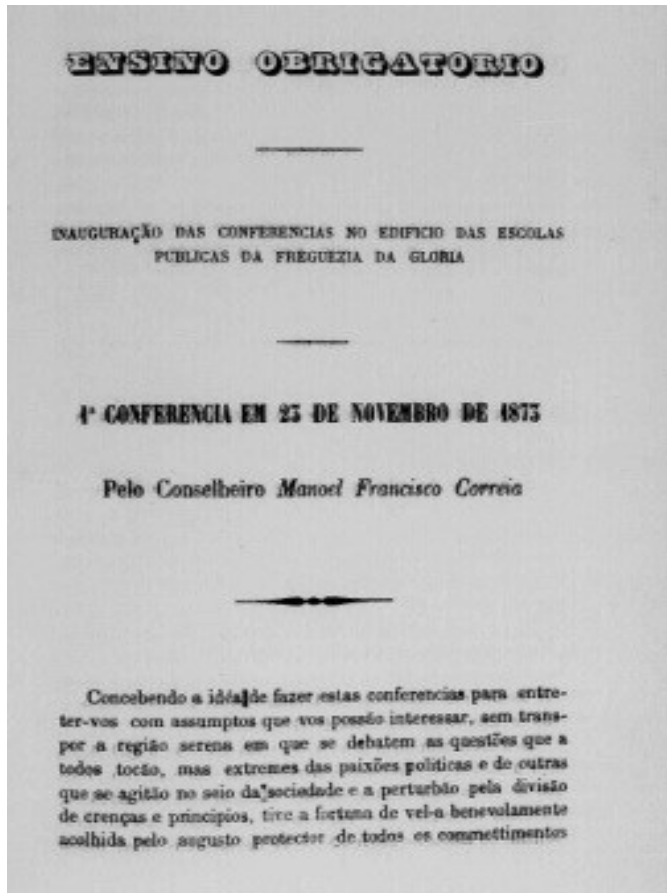 ENSINO OBRIGATORIO
INAUGURAÇÃO DAS CONFERENCIAS NO EDIFICIO DAS ESCOLAS
PUBLICAS DA FREGUEZIA DA GLORIA
1ª CONFERENCIA EM 23 DE NOVEMBRO DE 1873
Pelo Conselheiro Manoel Francisco Correia
Concebendo a idéa de fazer estas conferencias para entre-
ter-vos com assumptos que vos possão interessar, sem trans-
por a região serena em que se debatem as questões que a
todos tocão, mas extremes das paixões politicas e de outras
que se agitão no seio da sociedade e a perturbão pela divisão
de crenças e principios, tive a fortuna de vel-a benevolamente
acolhida pelo augusto protector de todos os commettimentos